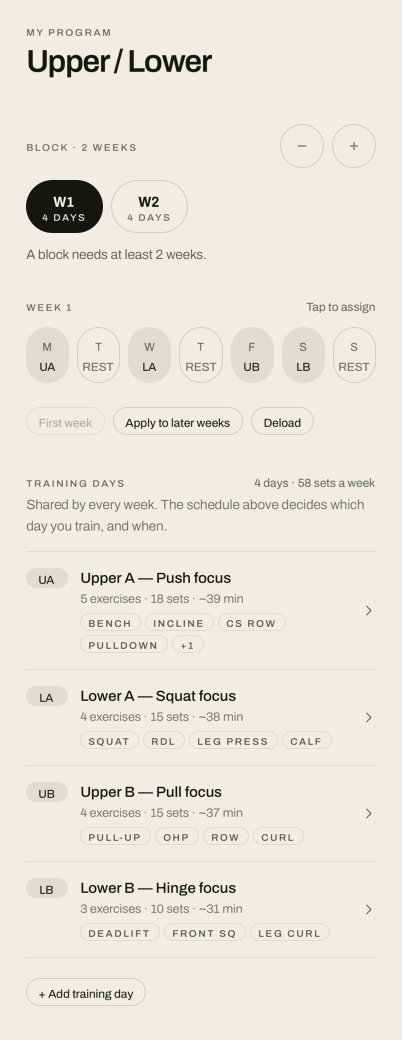 MY PROGRAM
Upper / Lower
BLOCK · 2 WEEKS
− +
W1 W2
4 DAYS 4 DAYS
A block needs at least 2 weeks.
WEEK 1 Tap to assign
M T W T F S S
UA REST LA REST UB LB REST
First week Apply to later weeks Deload
TRAINING DAYS 4 days · 58 sets a week
Shared by every week. The schedule above decides which
day you train, and when.
UA Upper A — Push focus
5 exercises · 18 sets · ~39 min
BENCH INCLINE CS ROW
PULLDOWN +1
LA Lower A — Squat focus
4 exercises · 15 sets · ~38 min
SQUAT RDL LEG PRESS CALF
UB Upper B — Pull focus
4 exercises · 15 sets · ~37 min
PULL-UP OHP ROW CURL
LB Lower B — Hinge focus
3 exercises · 10 sets · ~31 min
DEADLIFT FRONT SQ LEG CURL
+ Add training day